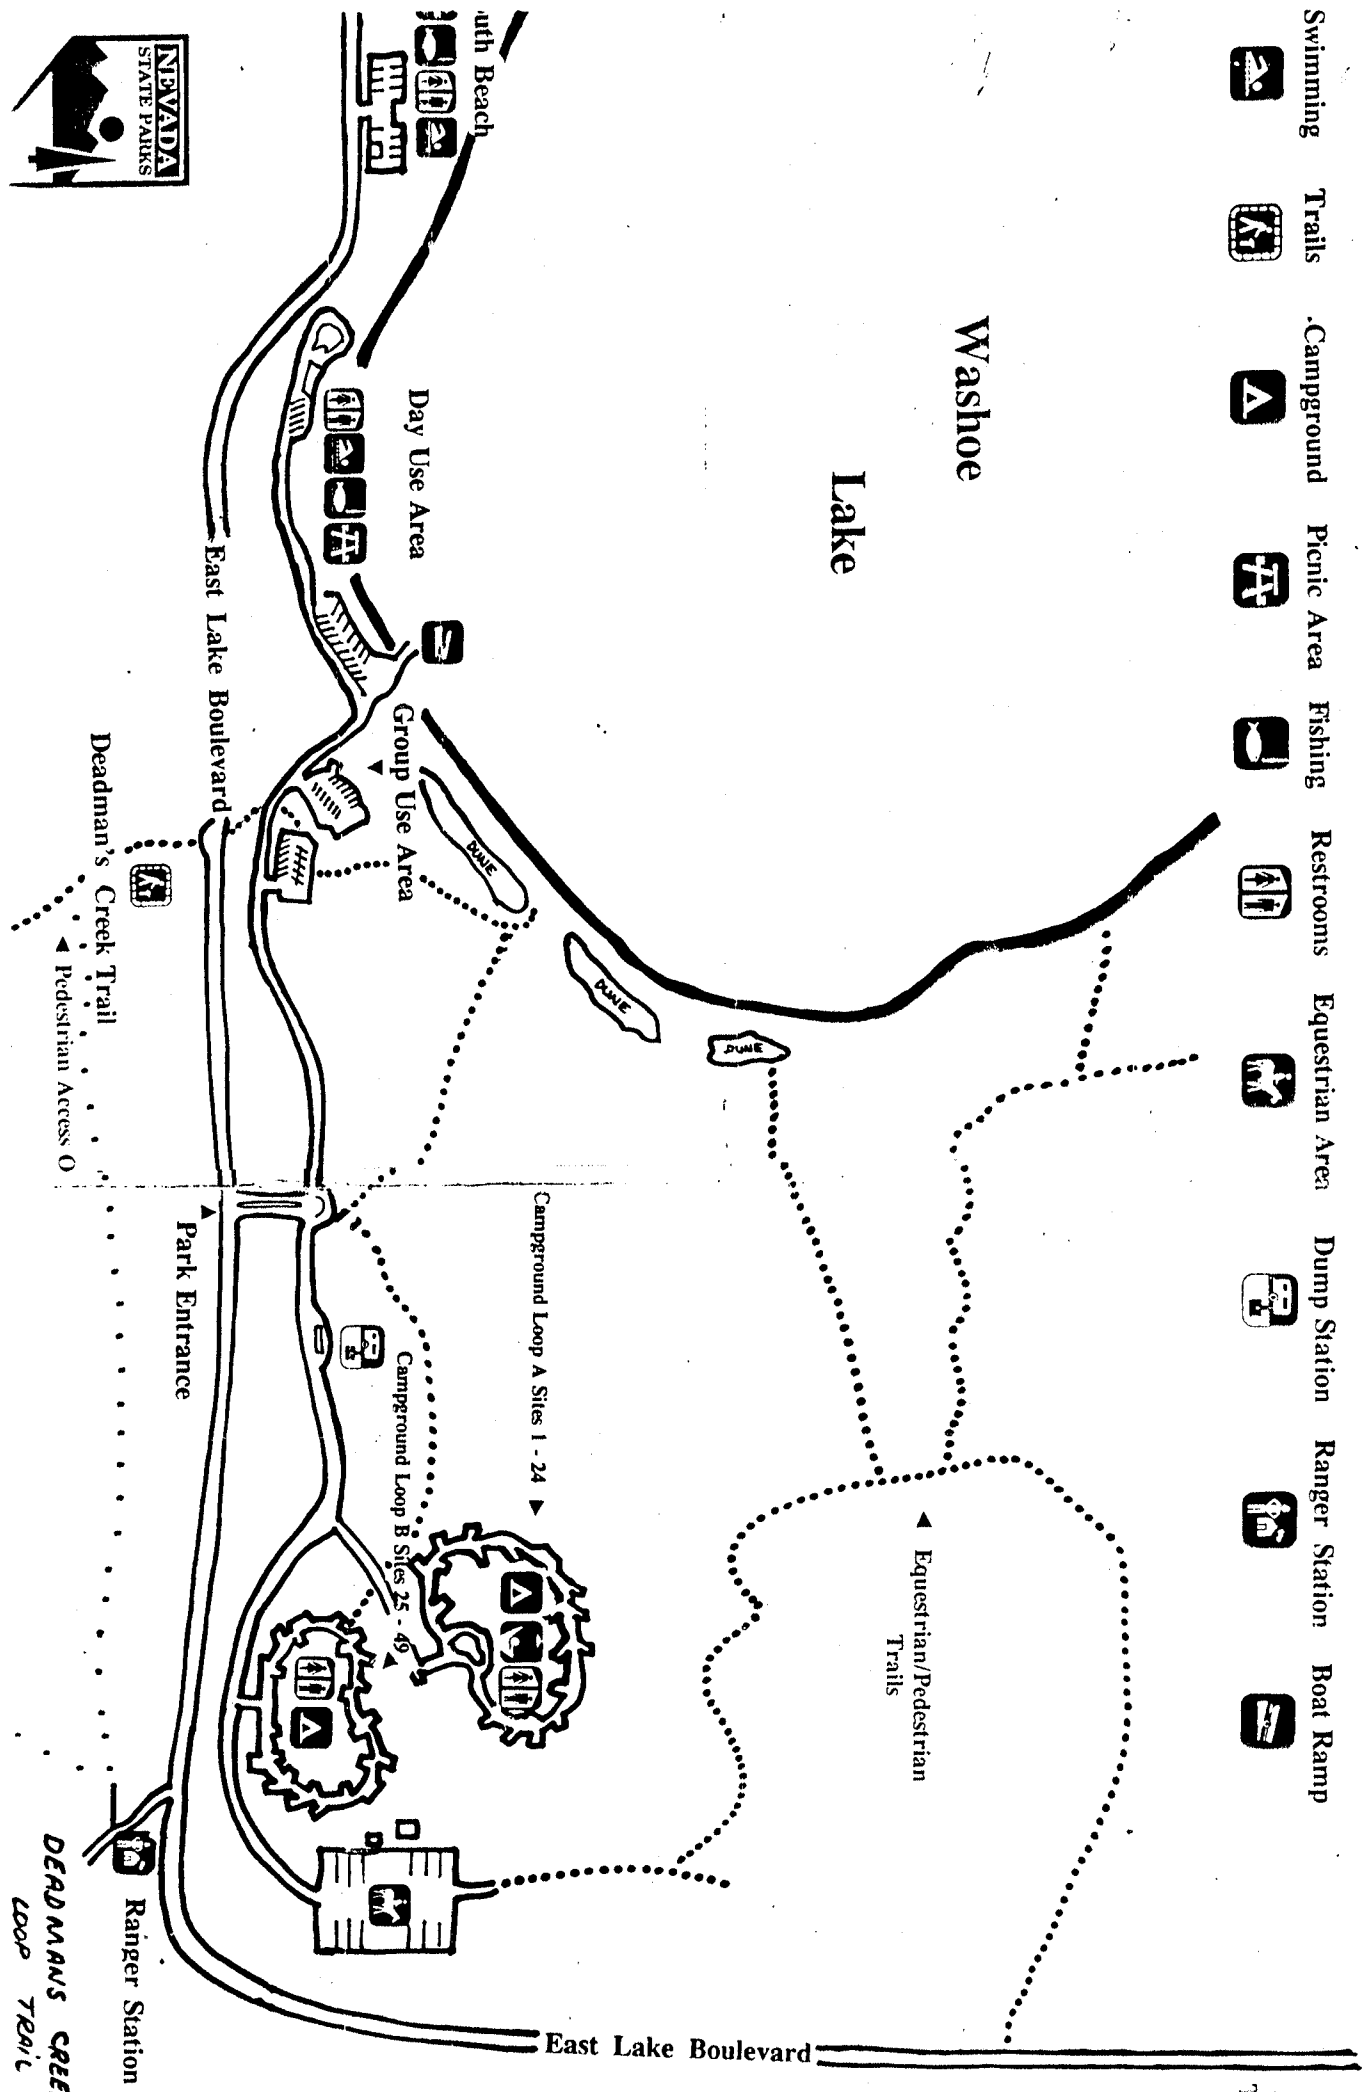 Swimming
Trails
Campground
Picnic Area
Fishing
Restrooms
Equestrian Area
Dump Station
Ranger Station
Boat Ramp
Washoe
Lake
uth Beach
Day Use Area
Group Use Area
DUNE
DUNE
DUNE
Equestrian/Pedestrian
Trails
Campground Loop A Sites 1 - 24
Campground Loop B Sites 25 - 49
East Lake Boulevard
Park Entrance
NEVADA
STATE PARKS
Deadman's Creek Trail
Pedestrian Access O
Ranger Station
DEADMANS CREE
LOOP TRAIL
East Lake Boulevard